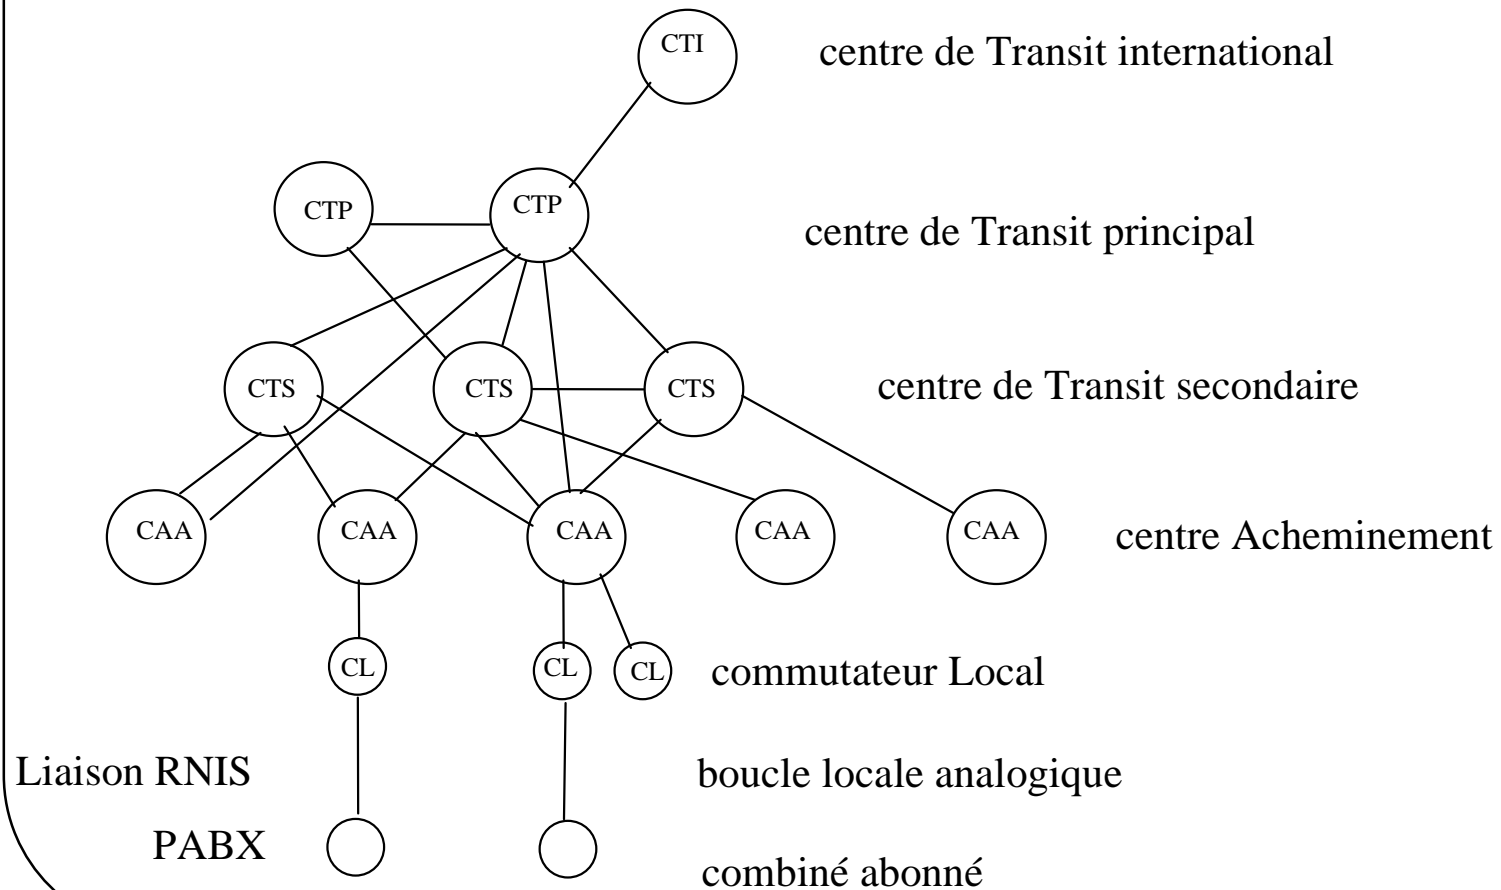 CTI
centre de Transit international
CTP
CTP
centre de Transit principal
CTS
CTS
CTS
centre de Transit secondaire
CAA
CAA
CAA
CAA
CAA
centre Acheminement
CL
CL
CL
commutateur Local
Liaison RNIS
boucle locale analogique
PABX
combiné abonné